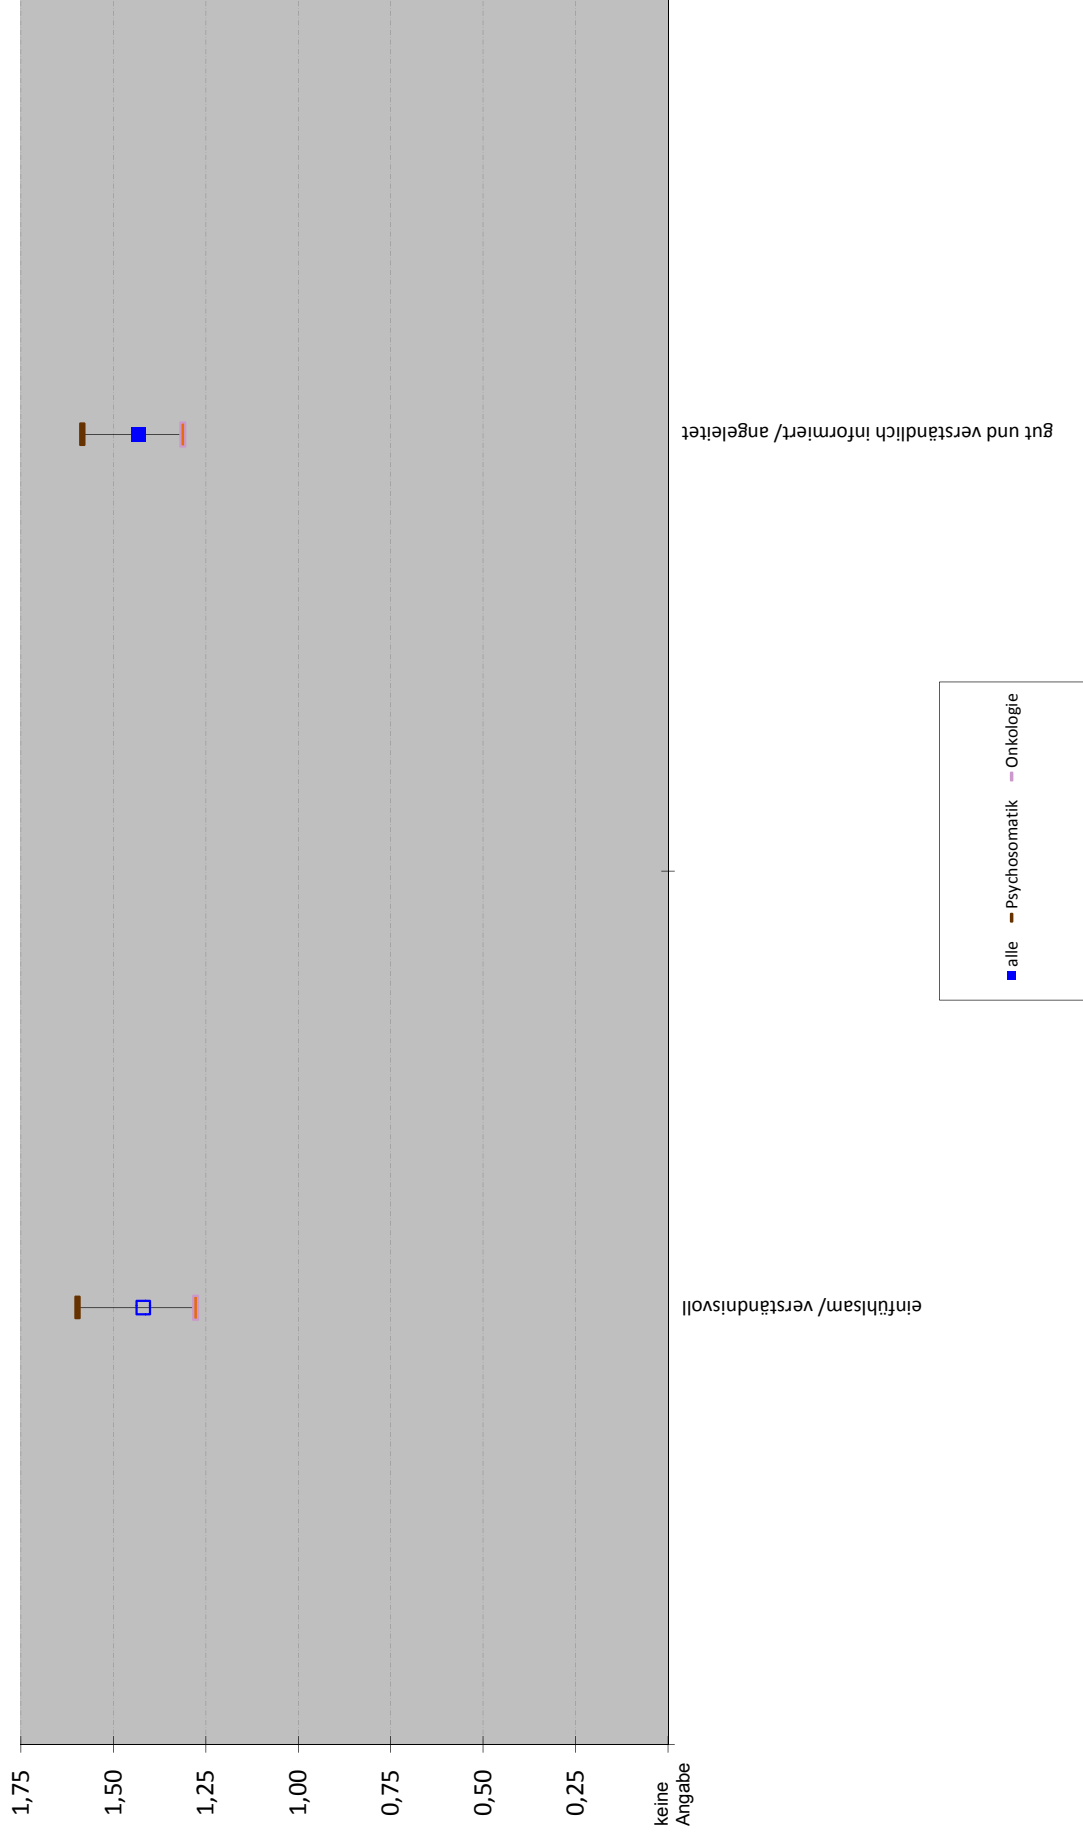 1,75
1,50
1,25
1,00
0,75
0,50
0,25
keine
Angabe
einfühlsam/ verständnisvoll
gut und verständlich informiert/ angeleitet
alle Psychosomatik Onkologie